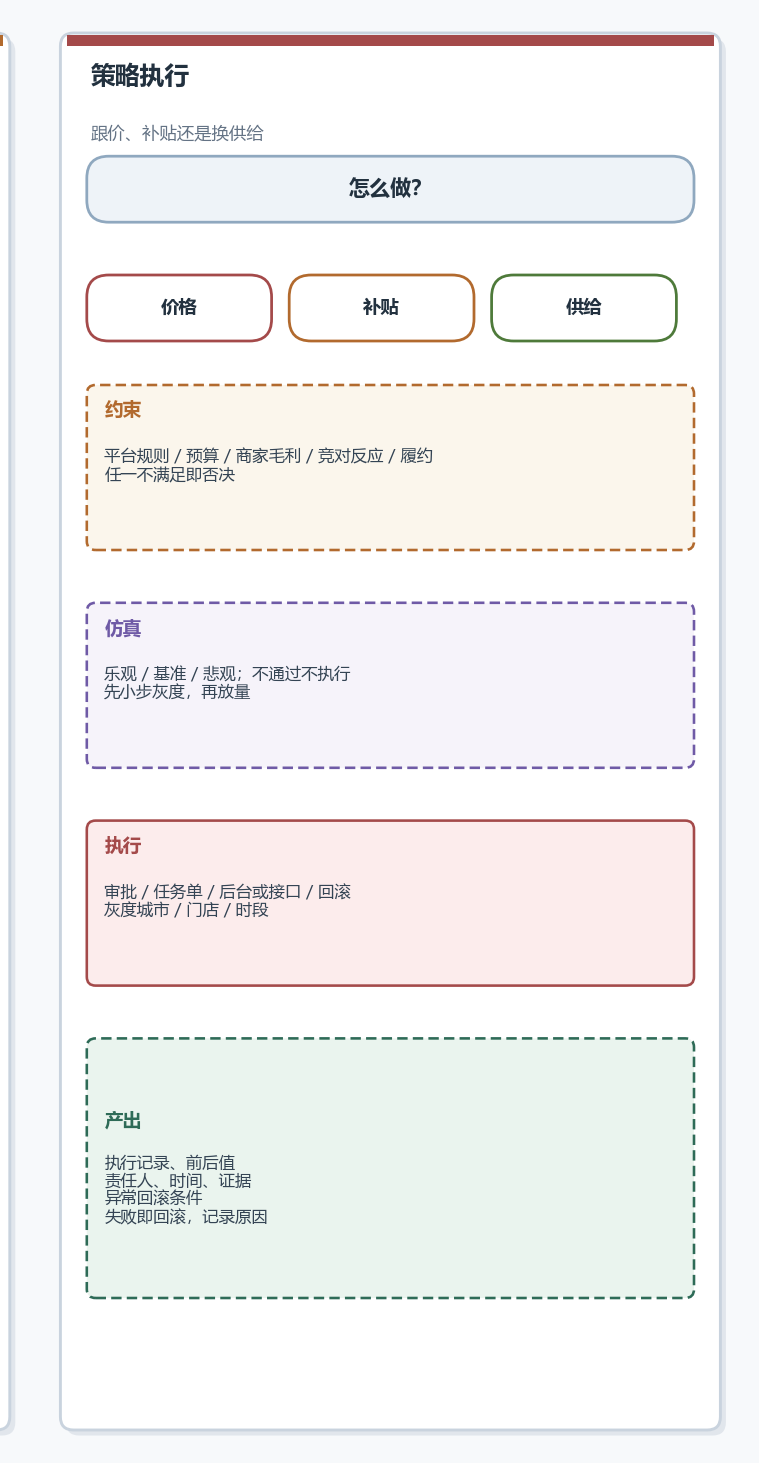 策略执行
跟价、补贴还是换供给
怎么做?
价格
补贴
供给
约束
平台规则 / 预算 / 商家毛利 / 竞对反应 / 履约
任一不满足即否决
仿真
乐观 / 基准 / 悲观；不通过不执行
先小步灰度，再放量
执行
审批 / 任务单 / 后台或接口 / 回滚
灰度城市 / 门店 / 时段
产出
执行记录、前后值
责任人、时间、证据
异常回滚条件
失败即回滚，记录原因